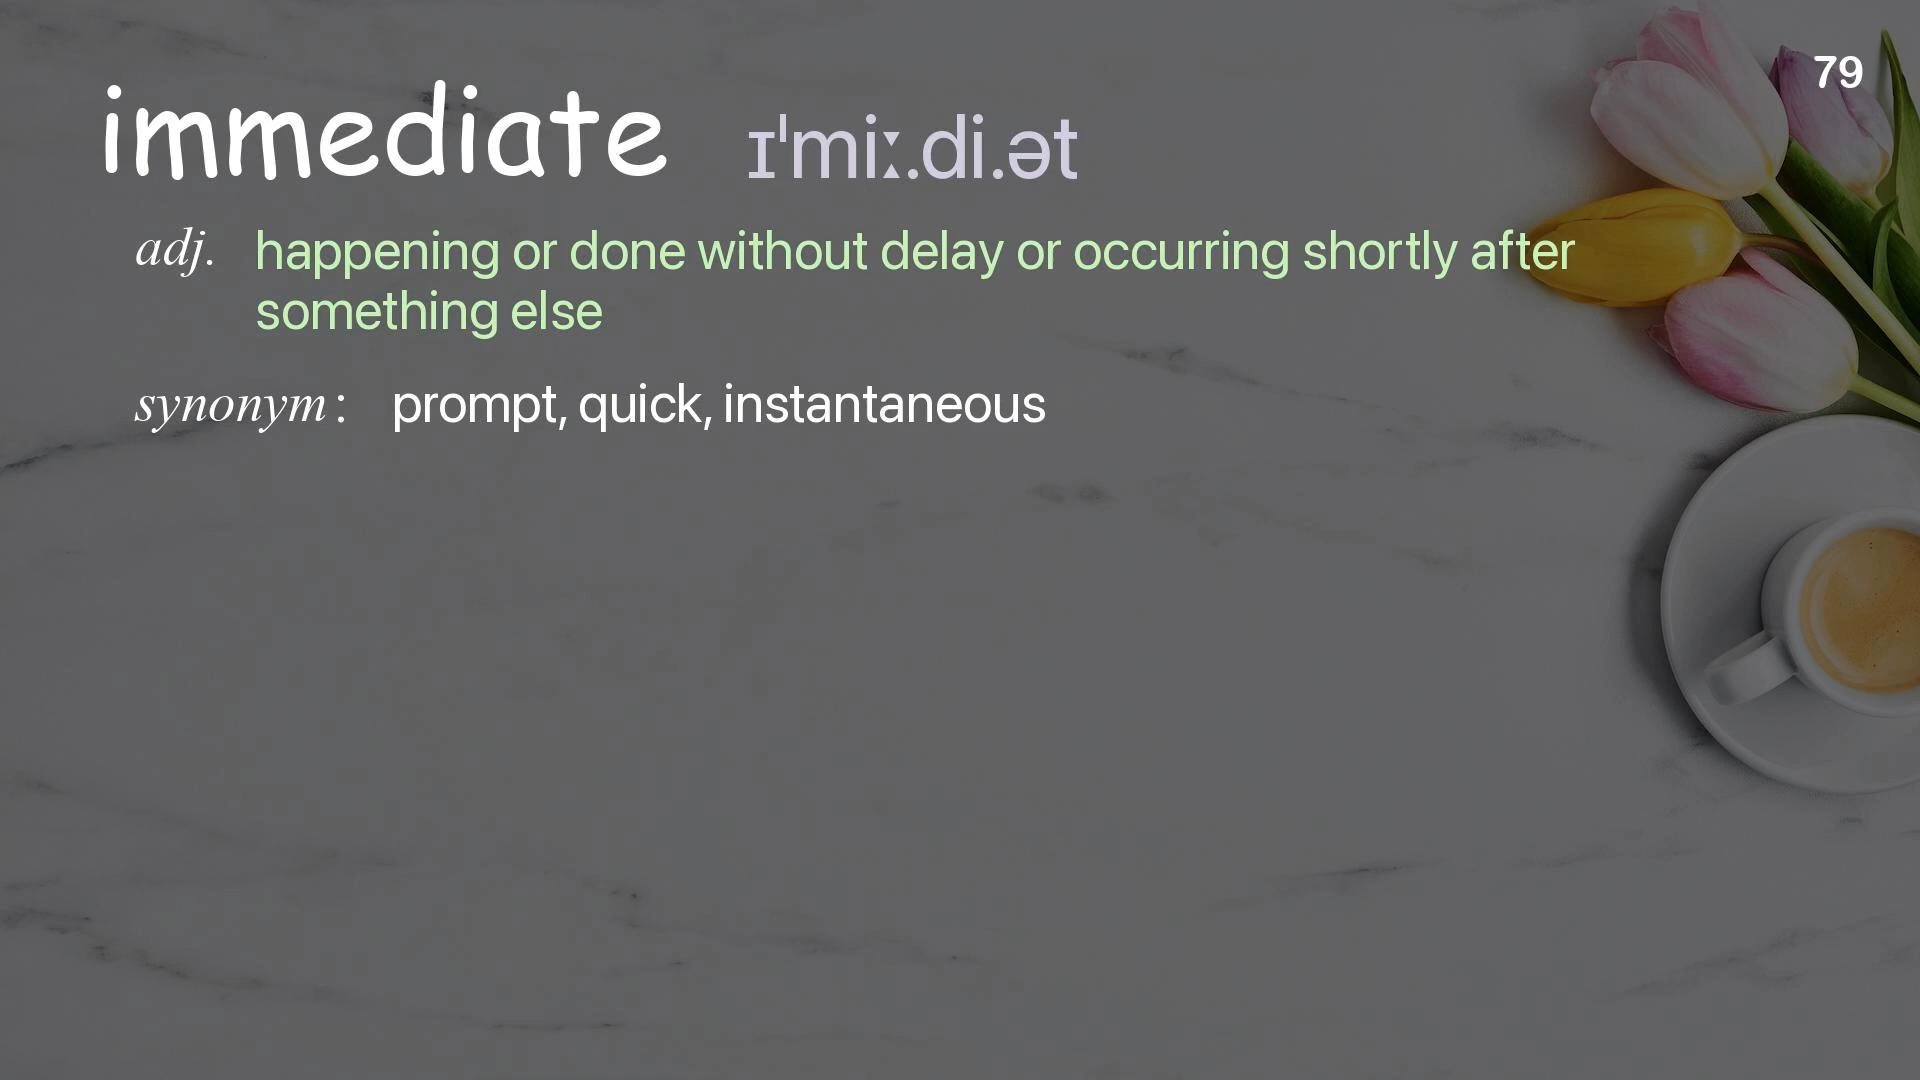 79
immediate ɪˈmiː.di.ət
adj. happening or done without delay or occurring shortly after
something else
synonym: prompt, quick, instantaneous